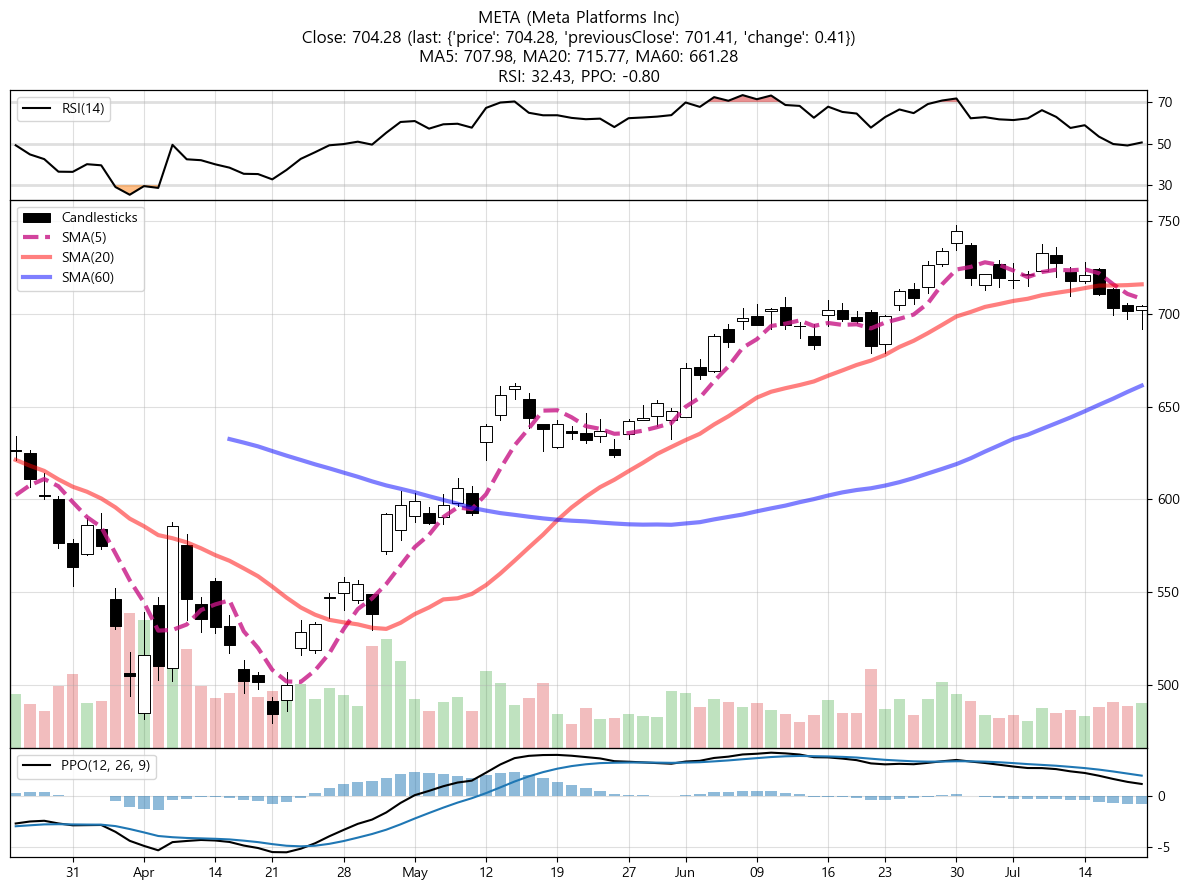 META (Meta Platforms Inc)
Close: 704.28 (last: {'price': 704.28, 'previousClose': 701.41, 'change': 0.41})
MA5: 707.98, MA20: 715.77, MA60: 661.28
RSI: 32.43, PPO: -0.80
RSI(14)
70
50
30
Candlesticks
SMA(5)
SMA(20)
SMA(60)
750
700
650
600
550
500
PPO(12, 26, 9)
0
-5
31 Apr 14 21 28 May 12 19 27 Jun 09 16 23 30 Jul 14